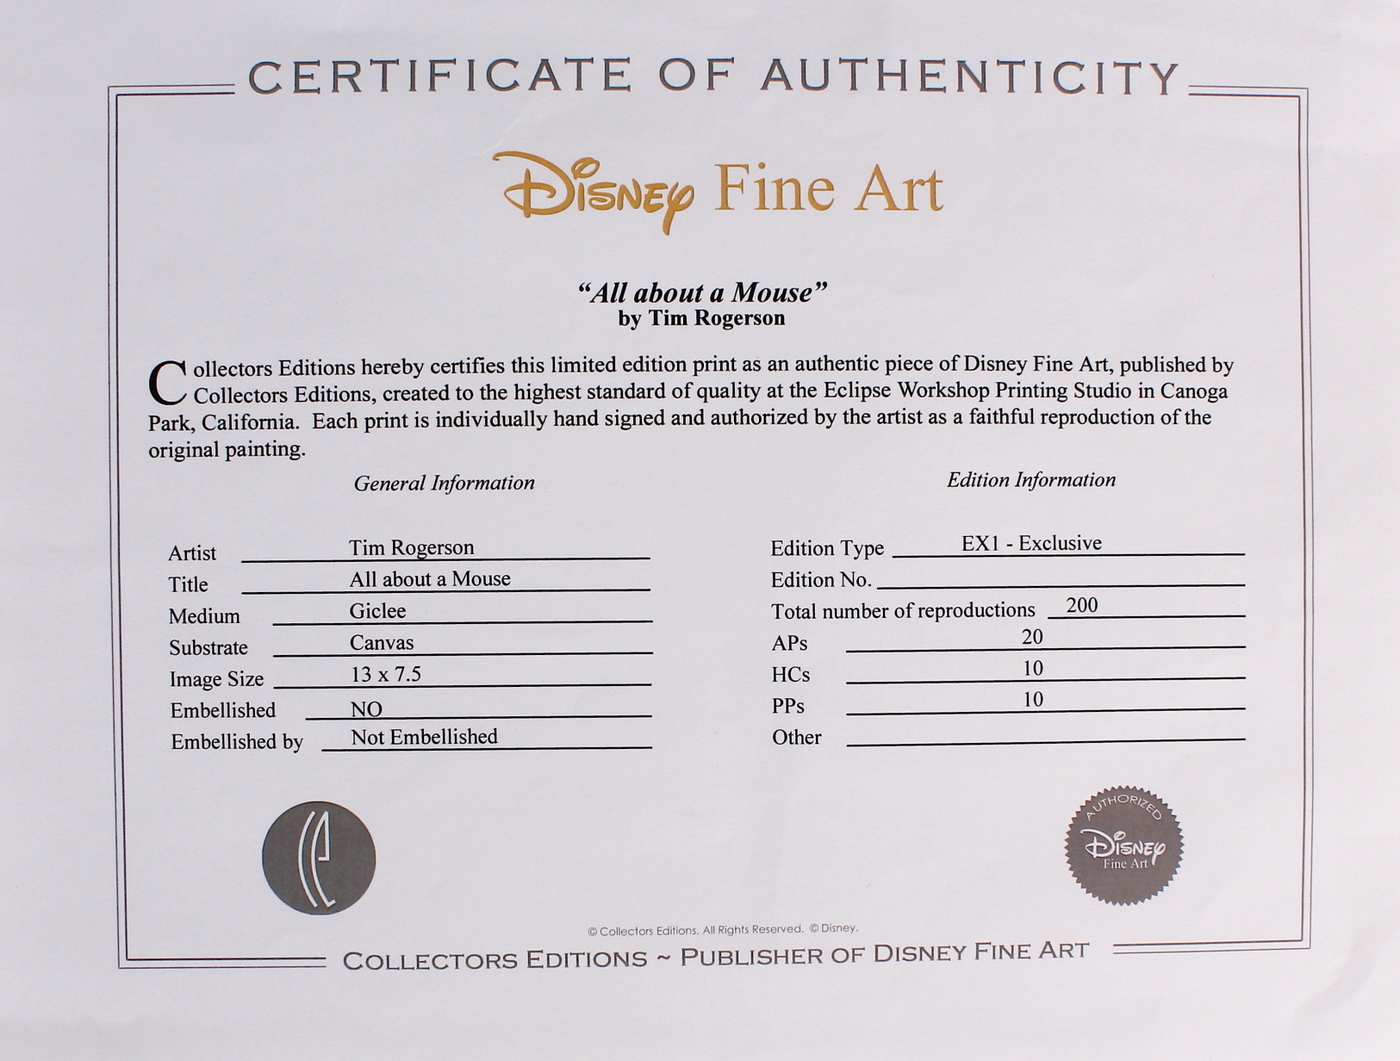 CERTIFICATE OF AUTHENTICITY
Disney Fine Art
“All about a Mouse”
by Tim Rogerson
Collectors Editions hereby certifies this limited edition print as an authentic piece of Disney Fine Art, published by
Collectors Editions, created to the highest standard of quality at the Eclipse Workshop Printing Studio in Canoga
Park, California.  Each print is individually hand signed and authorized by the artist as a faithful reproduction of the
original painting.
General Information
Artist Tim Rogerson
Title All about a Mouse
Medium Giclee
Substrate Canvas
Image Size 13 x 7.5
Embellished NO
Embellished by Not Embellished
Edition Information
Edition Type EX1 - Exclusive
Edition No.
Total number of reproductions 200
APs 20
HCs 10
PPs 10
Other
AUTHORIZED
Disney
Fine Art
© Collectors Editions. All Rights Reserved. © Disney.
COLLECTORS EDITIONS ~ PUBLISHER OF DISNEY FINE ART